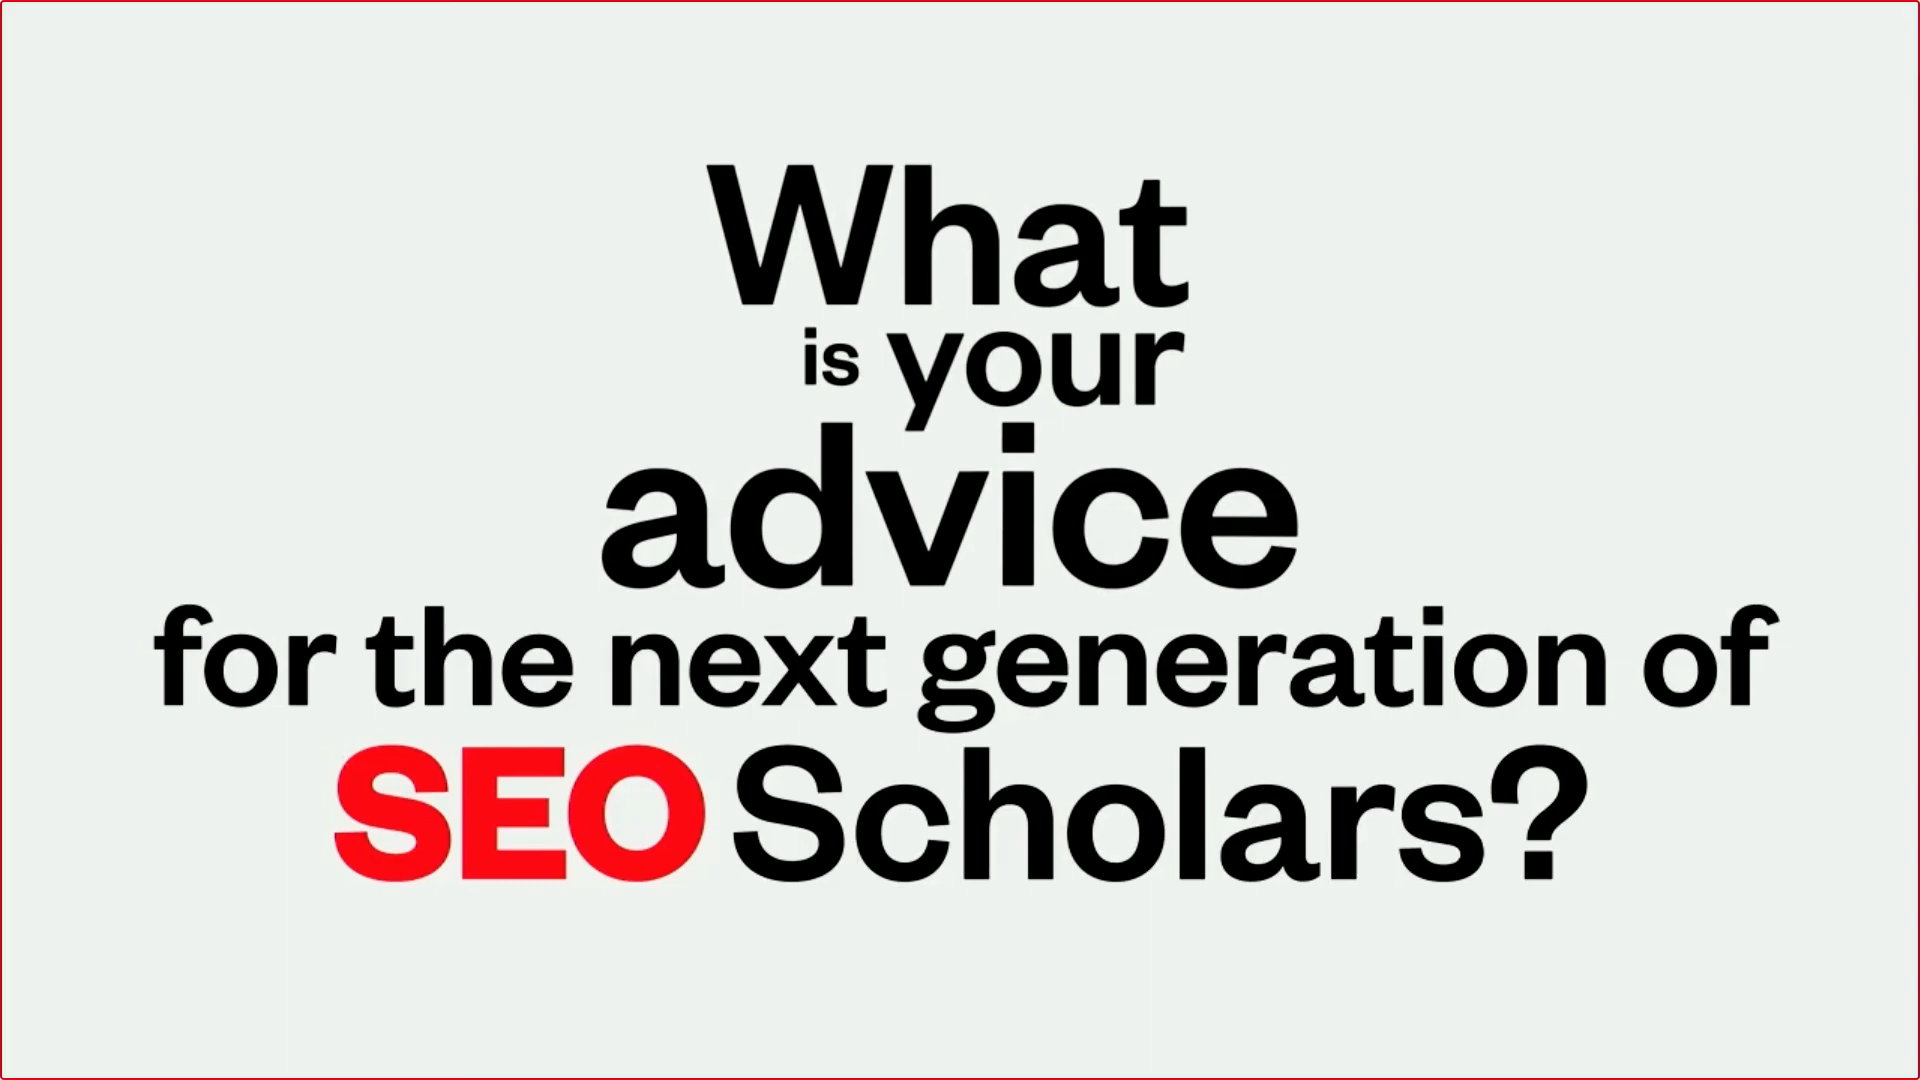 What
is your
advice
for the next generation of
SEO Scholars?